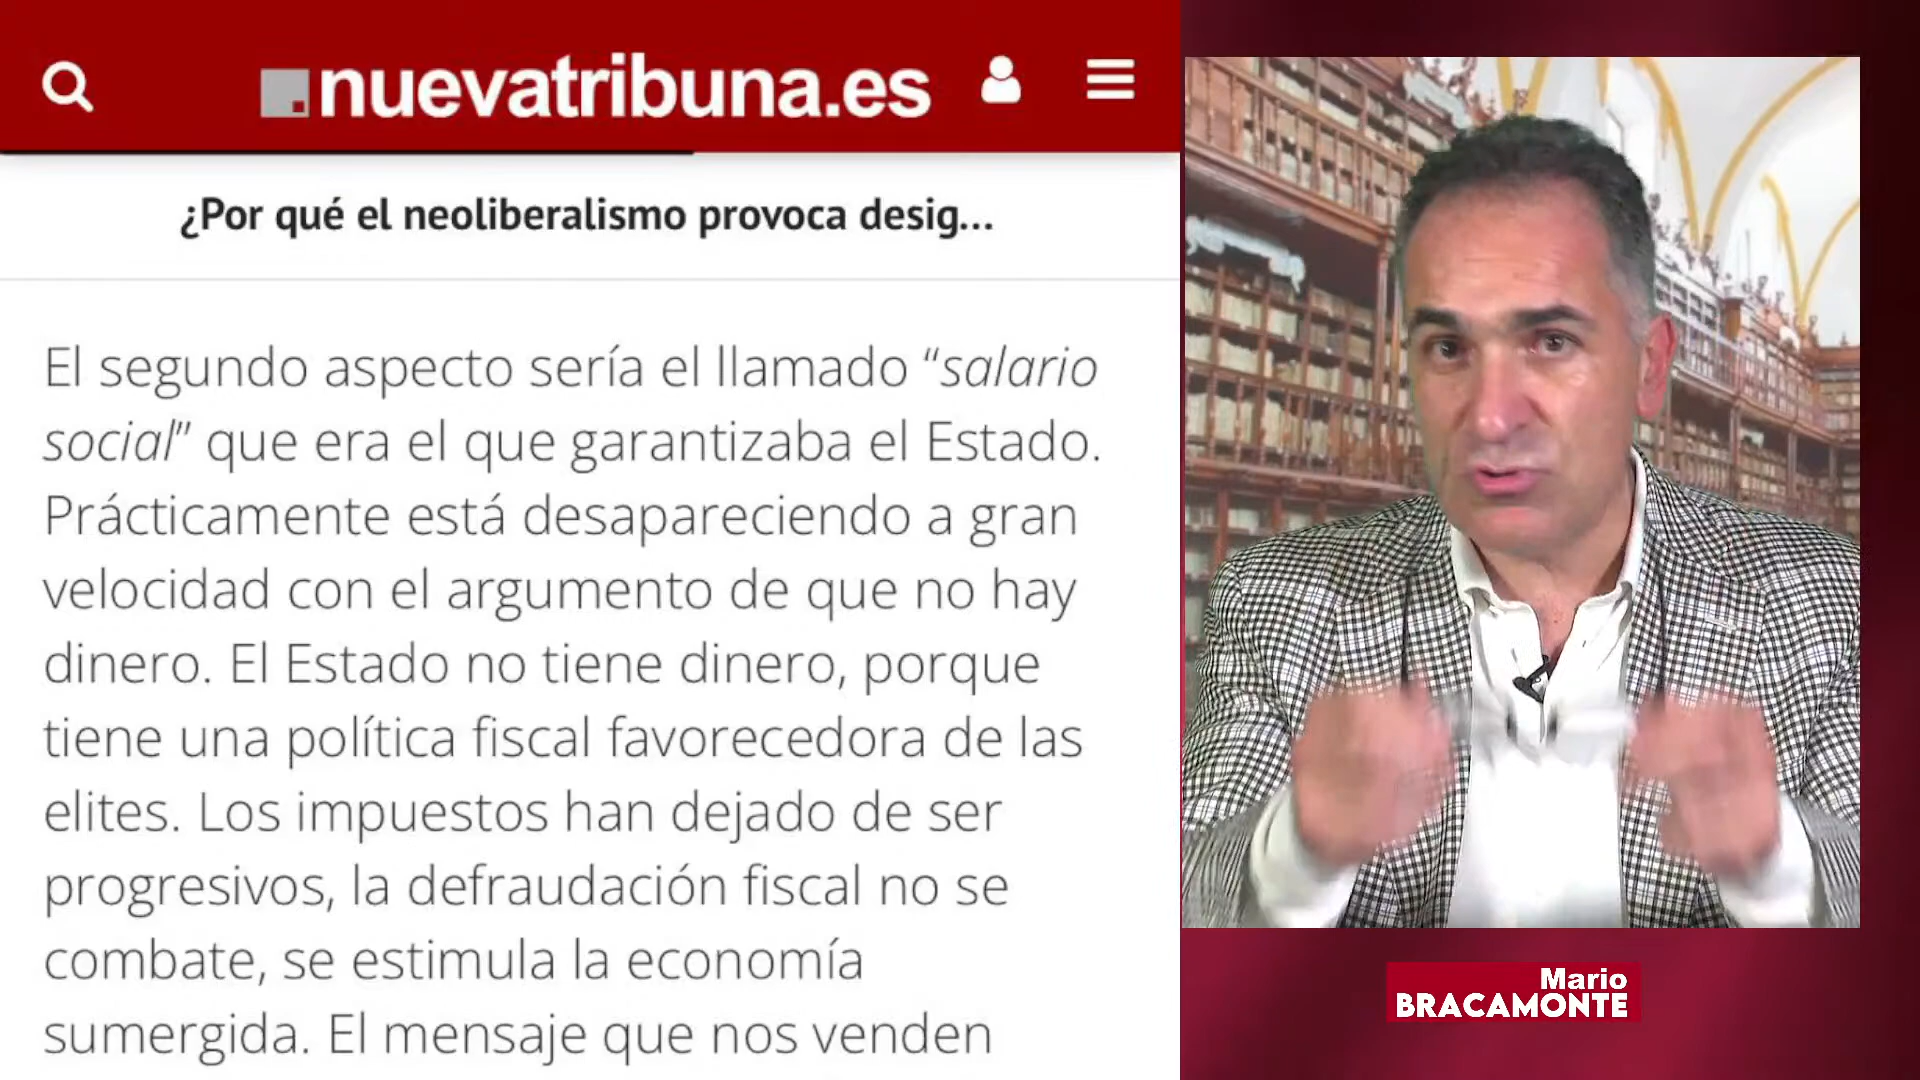 nuevatribuna.es
¿Por qué el neoliberalismo provoca desig...
El segundo aspecto sería el llamado “salario
social” que era el que garantizaba el Estado.
Prácticamente está desapareciendo a gran
velocidad con el argumento de que no hay
dinero. El Estado no tiene dinero, porque
tiene una política fiscal favorecedora de las
elites. Los impuestos han dejado de ser
progresivos, la defraudación fiscal no se
combate, se estimula la economía
sumergida. El mensaje que nos venden
Mario
BRACAMONTE